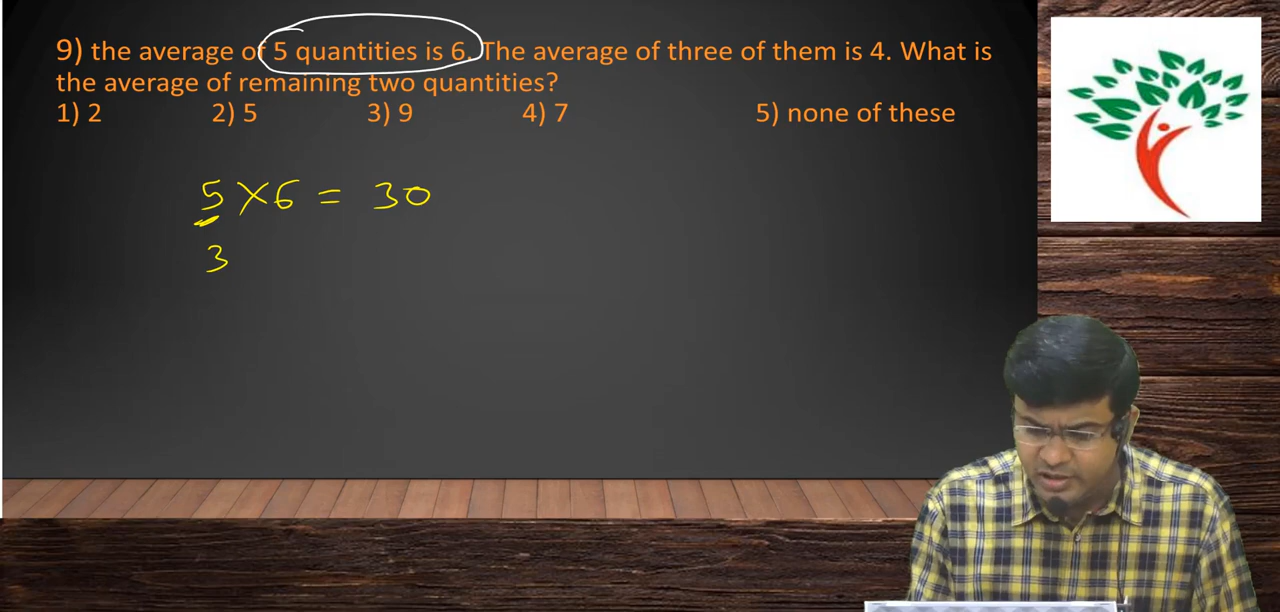 9) the average of 5 quantities is 6. The average of three of them is 4. What is
the average of remaining two quantities?
1) 2 2) 5 3) 9 4) 7 5) none of these
5 × 6 = 30
3